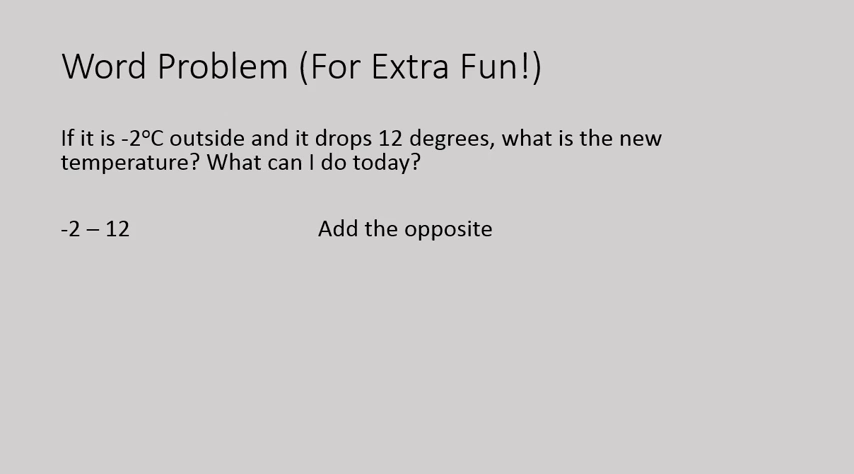 Word Problem (For Extra Fun!)
If it is -2°C outside and it drops 12 degrees, what is the new
temperature? What can I do today?
-2 – 12 Add the opposite